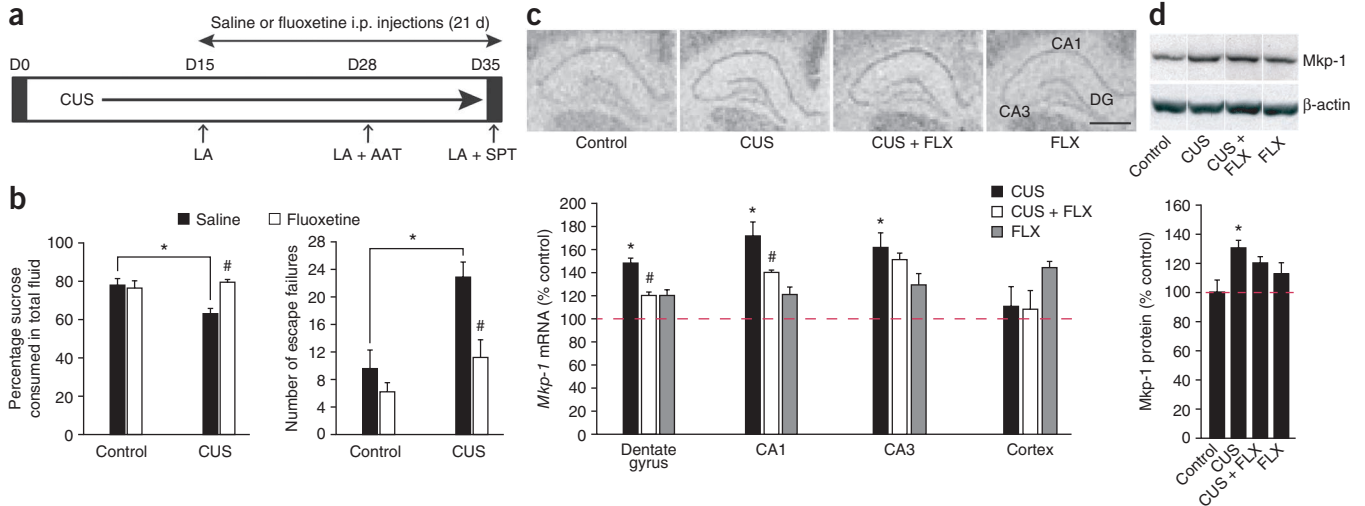 a
Saline or fluoxetine i.p. injections (21 d)
D0
D15
D28
D35
CUS
LA
LA + AAT
LA + SPT
b
Saline
Fluoxetine
Percentage sucrose
consumed in total fluid
100
80
60
40
20
0
*
#
Control
CUS
Number of escape failures
28
24
20
16
12
8
4
0
*
#
Control
CUS
c
CA1
CA3
DG
Control
CUS
CUS + FLX
FLX
CUS
CUS + FLX
FLX
Mkp-1 mRNA (% control)
200
180
160
140
120
100
80
60
40
20
0
*
#
*
#
*
Dentate
gyrus
CA1
CA3
Cortex
d
Mkp-1
β-actin
Control
CUS
CUS +
FLX
FLX
Mkp-1 protein (% control)
160
140
120
100
80
60
40
20
0
*
Control
CUS
CUS + FLX
FLX